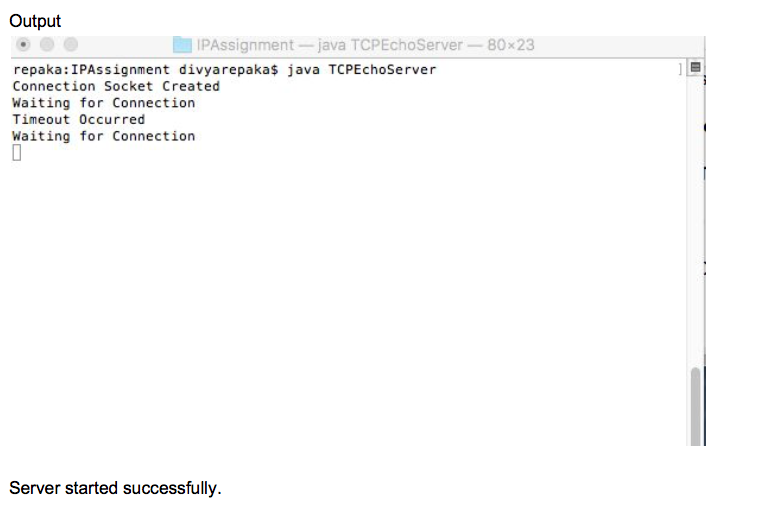 Output
IPAssignment — java TCPEchoServer — 80×23
repaka:IPAssignment divyarepaka$ java TCPEchoServer
Connection Socket Created
Waiting for Connection
Timeout Occurred
Waiting for Connection
Server started successfully.